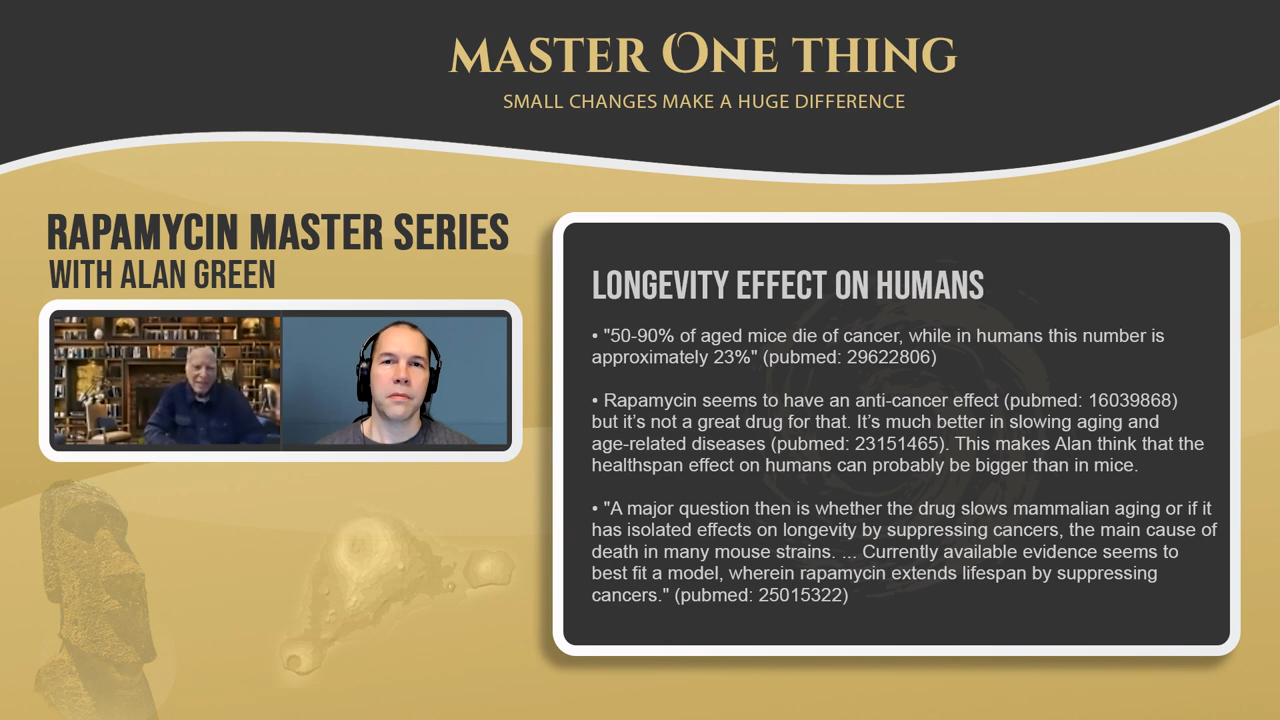 MASTER ONE THING
SMALL CHANGES MAKE A HUGE DIFFERENCE
RAPAMYCIN MASTER SERIES
WITH ALAN GREEN
LONGEVITY EFFECT ON HUMANS
• "50-90% of aged mice die of cancer, while in humans this number is
approximately 23%" (pubmed: 29622806)
• Rapamycin seems to have an anti-cancer effect (pubmed: 16039868)
but it's not a great drug for that. It's much better in slowing aging and
age-related diseases (pubmed: 23151465). This makes Alan think that the
healthspan effect on humans can probably be bigger than in mice.
• "A major question then is whether the drug slows mammalian aging or if it
has isolated effects on longevity by suppressing cancers, the main cause of
death in many mouse strains. ... Currently available evidence seems to
best fit a model, wherein rapamycin extends lifespan by suppressing
cancers." (pubmed: 25015322)